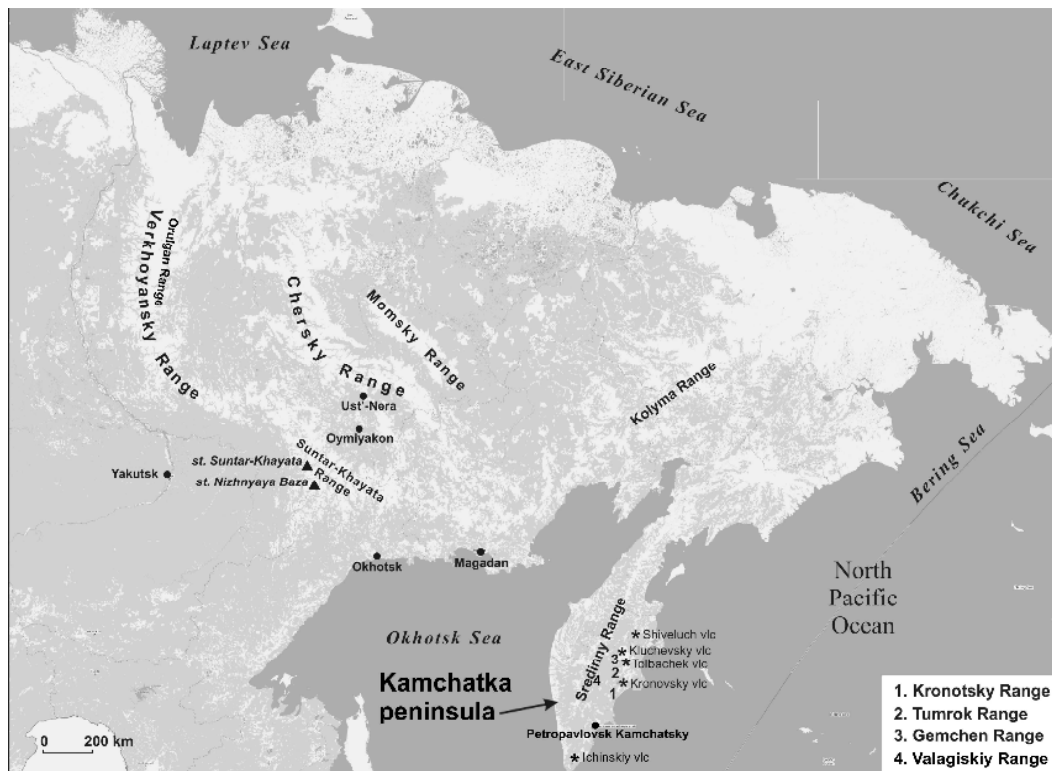 Laptev Sea
East Siberian Sea
Chukchi Sea
Orulgan Range
Verkhoyansky Range
Chersky Range
Momsky Range
Kolyma Range
Ust'-Nera
Oymiyakon
Suntar-Khayata
Range
st. Suntar-Khayata
st. Nizhnyaya Baza
Yakutsk
Bering Sea
Okhotsk
Magadan
North
Pacific
Ocean
Okhotsk Sea
Sredinny Range
* Shiveluch vlc
* Kluchevsky vlc
3
* Tolbachek vlc
2
4
* Kronovsky vlc
1
Kamchatka
peninsula
Petropavlovsk Kamchatsky
* Ichinskiy vlc
0 200 km
1. Kronotsky Range
2. Tumrok Range
3. Gemchen Range
4. Valagiskiy Range